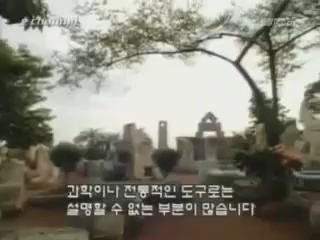 channel
과학이나 전통적인 도구로는
설명할 수 없는 부분이 많습니다